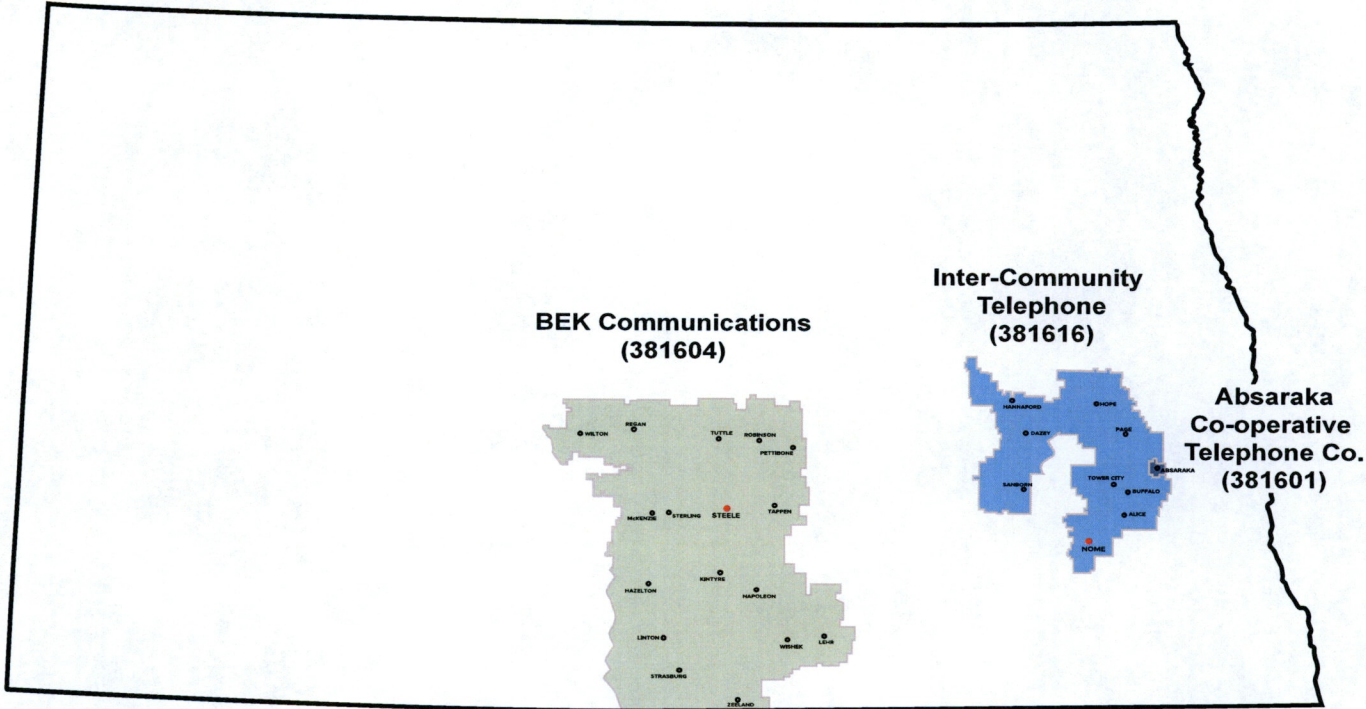 Inter-Community
Telephone
(381616)
BEK Communications
(381604)
Absaraka
Co-operative
Telephone Co.
(381601)
HANNAFORD
HOPE
DAZEY
PAGE
ABSARAKA
TOWER CITY
SANBORN
BUFFALO
ALICE
NOME
REGAN
WILTON
TUTTLE
ROBINSON
PETTIBONE
McKENZIE
STERLING
STEELE
TAPPEN
KINTYRE
HAZELTON
NAPOLEON
LINTON
WISHEK
LEHR
STRASBURG
ZEELAND